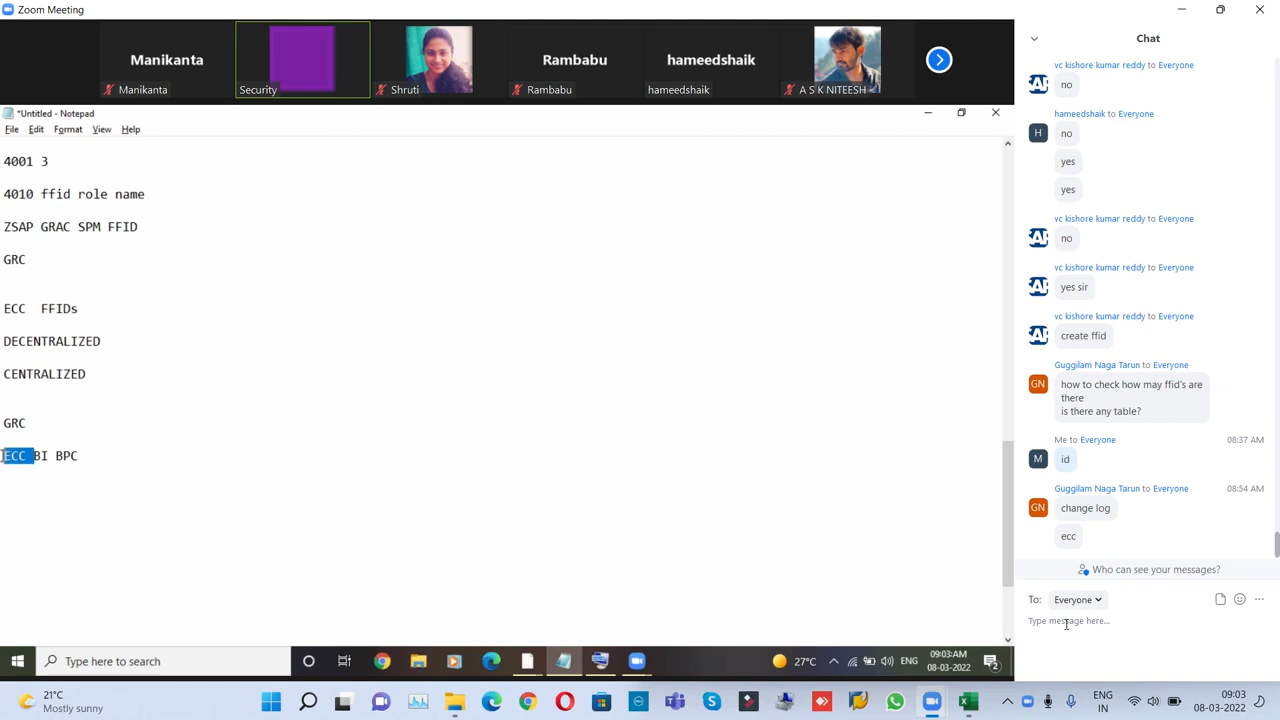 Zoom Meeting
Manikanta
Manikanta
Security
Shruti
Rambabu
Rambabu
hameedshaik
hameedshaik
A S K NITEESH
*Untitled - Notepad
File Edit Format View Help
4001 3
4010 ffid role name
ZSAP GRAC SPM FFID
GRC
ECC FFIDs
DECENTRALIZED
CENTRALIZED
GRC
ECC BI BPC
Type here to search
27°C
ENG
09:03 AM
08-03-2022
2
Chat
vc kishore kumar reddy to Everyone
no
hameedshaik to Everyone
H
no
yes
yes
vc kishore kumar reddy to Everyone
no
vc kishore kumar reddy to Everyone
yes sir
vc kishore kumar reddy to Everyone
create ffid
Guggilam Naga Tarun to Everyone
GN
how to check how may ffid's are
there
is there any table?
Me to Everyone 08:37 AM
M
id
Guggilam Naga Tarun to Everyone 08:54 AM
GN
change log
ecc
Who can see your messages?
To: Everyone
Type message here...
21°C
Mostly sunny
ENG
IN
09:03
08-03-2022